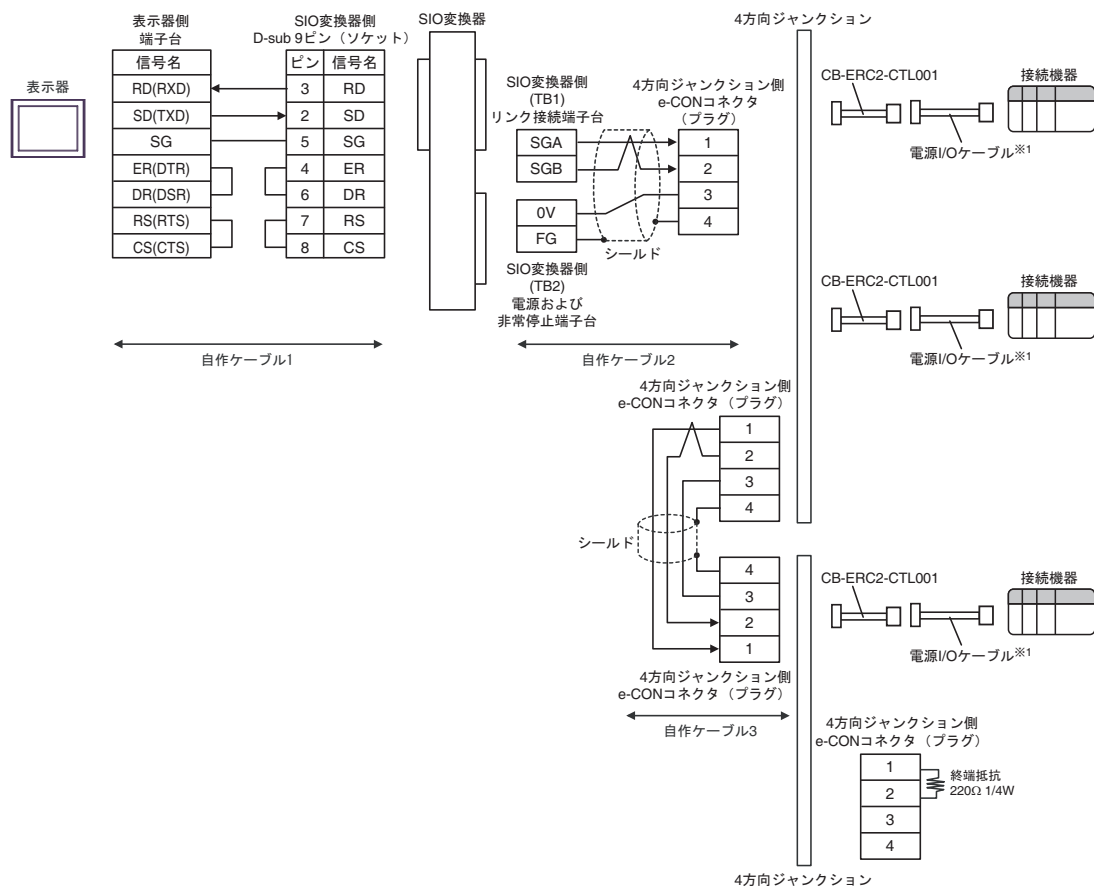 表示器
表示器側
端子台
信号名
RD(RXD)
SD(TXD)
SG
ER(DTR)
DR(DSR)
RS(RTS)
CS(CTS)
SIO変換器側
D-sub 9ピン（ソケット）
ピン 信号名
3 RD
2 SD
5 SG
4 ER
6 DR
7 RS
8 CS
自作ケーブル1
SIO変換器
SIO変換器側
(TB1)
リンク接続端子台
SGA
SGB
0V
FG
SIO変換器側
(TB2)
電源および
非常停止端子台
シールド
4方向ジャンクション側
e-CONコネクタ
（プラグ）
1
2
3
4
自作ケーブル2
4方向ジャンクション
CB-ERC2-CTL001
接続機器
電源I/Oケーブル※1
CB-ERC2-CTL001
接続機器
電源I/Oケーブル※1
4方向ジャンクション側
e-CONコネクタ（プラグ）
1
2
3
4
シールド
4
3
2
1
4方向ジャンクション側
e-CONコネクタ（プラグ）
自作ケーブル3
CB-ERC2-CTL001
接続機器
電源I/Oケーブル※1
4方向ジャンクション側
e-CONコネクタ（プラグ）
1
2
3
4
終端抵抗
220Ω 1/4W
4方向ジャンクション